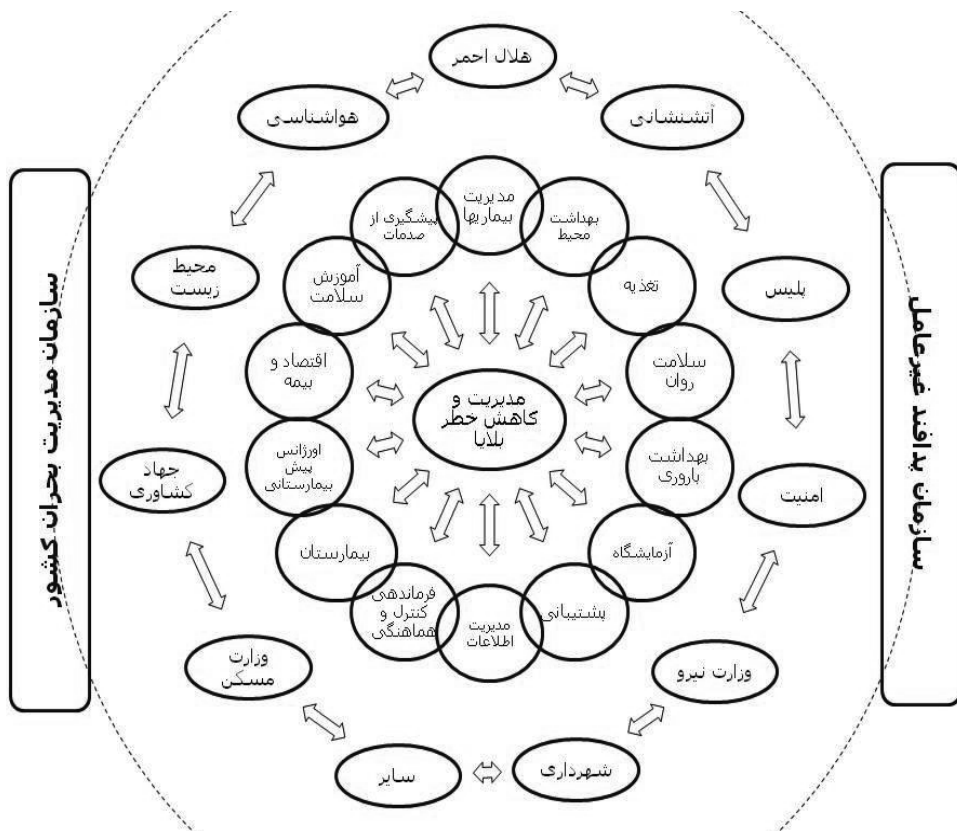 هلال احمر
آتشنشانی
هواشناسی
پلیس
محیط
زیست
امنیت
جهاد
کشاوری
وزارت نیرو
وزارت
مسکن
شهرداری
سایر
مدیریت
بیماریها
بهداشت
محیط
تغذیه
سلامت
روان
بهداشت
باروری
آزمایشگاه
پشتیبانی
مدیریت
اطلاعات
فرماندهی
کنترل و
هماهنگی
بیمارستان
اورژانس
پیش
بیمارستانی
اقتصاد و
بیمه
آموزش
سلامت
پیشگیری از
صدمات
مدیریت و
کاهش خطر
بلایا
سازمان پدافند غیرعامل
سازمان مدیریت بحران کشور